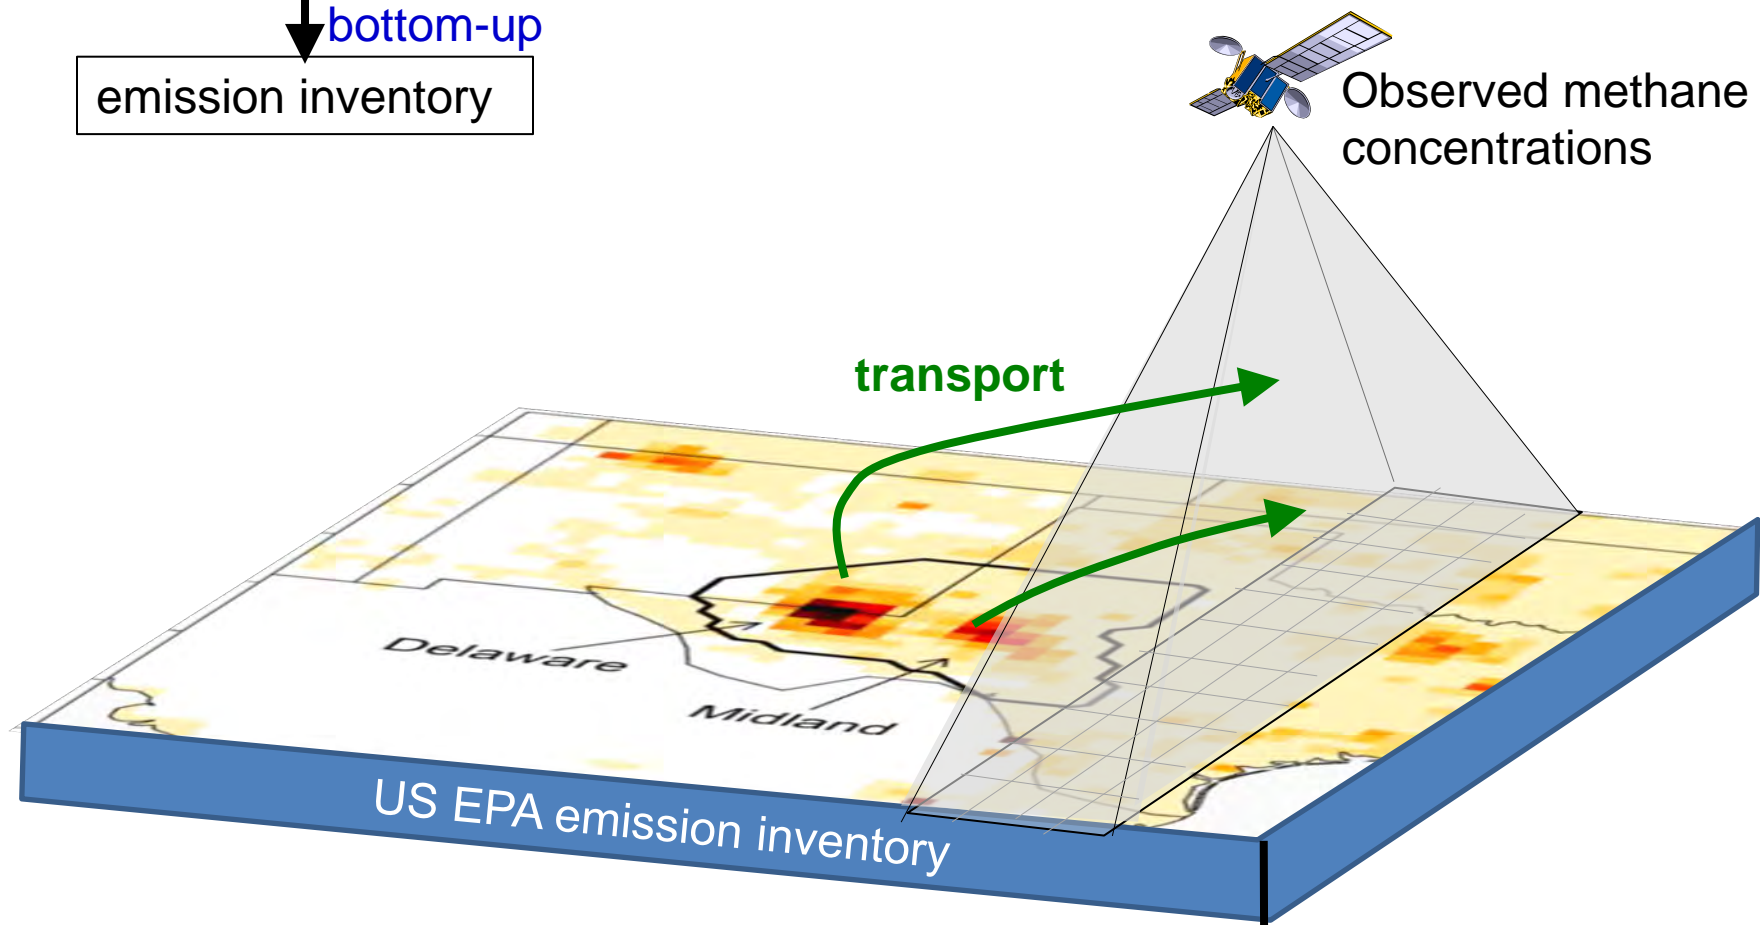 bottom-up
emission inventory
Observed methane
concentrations
transport
Delaware
Midland
US EPA emission inventory